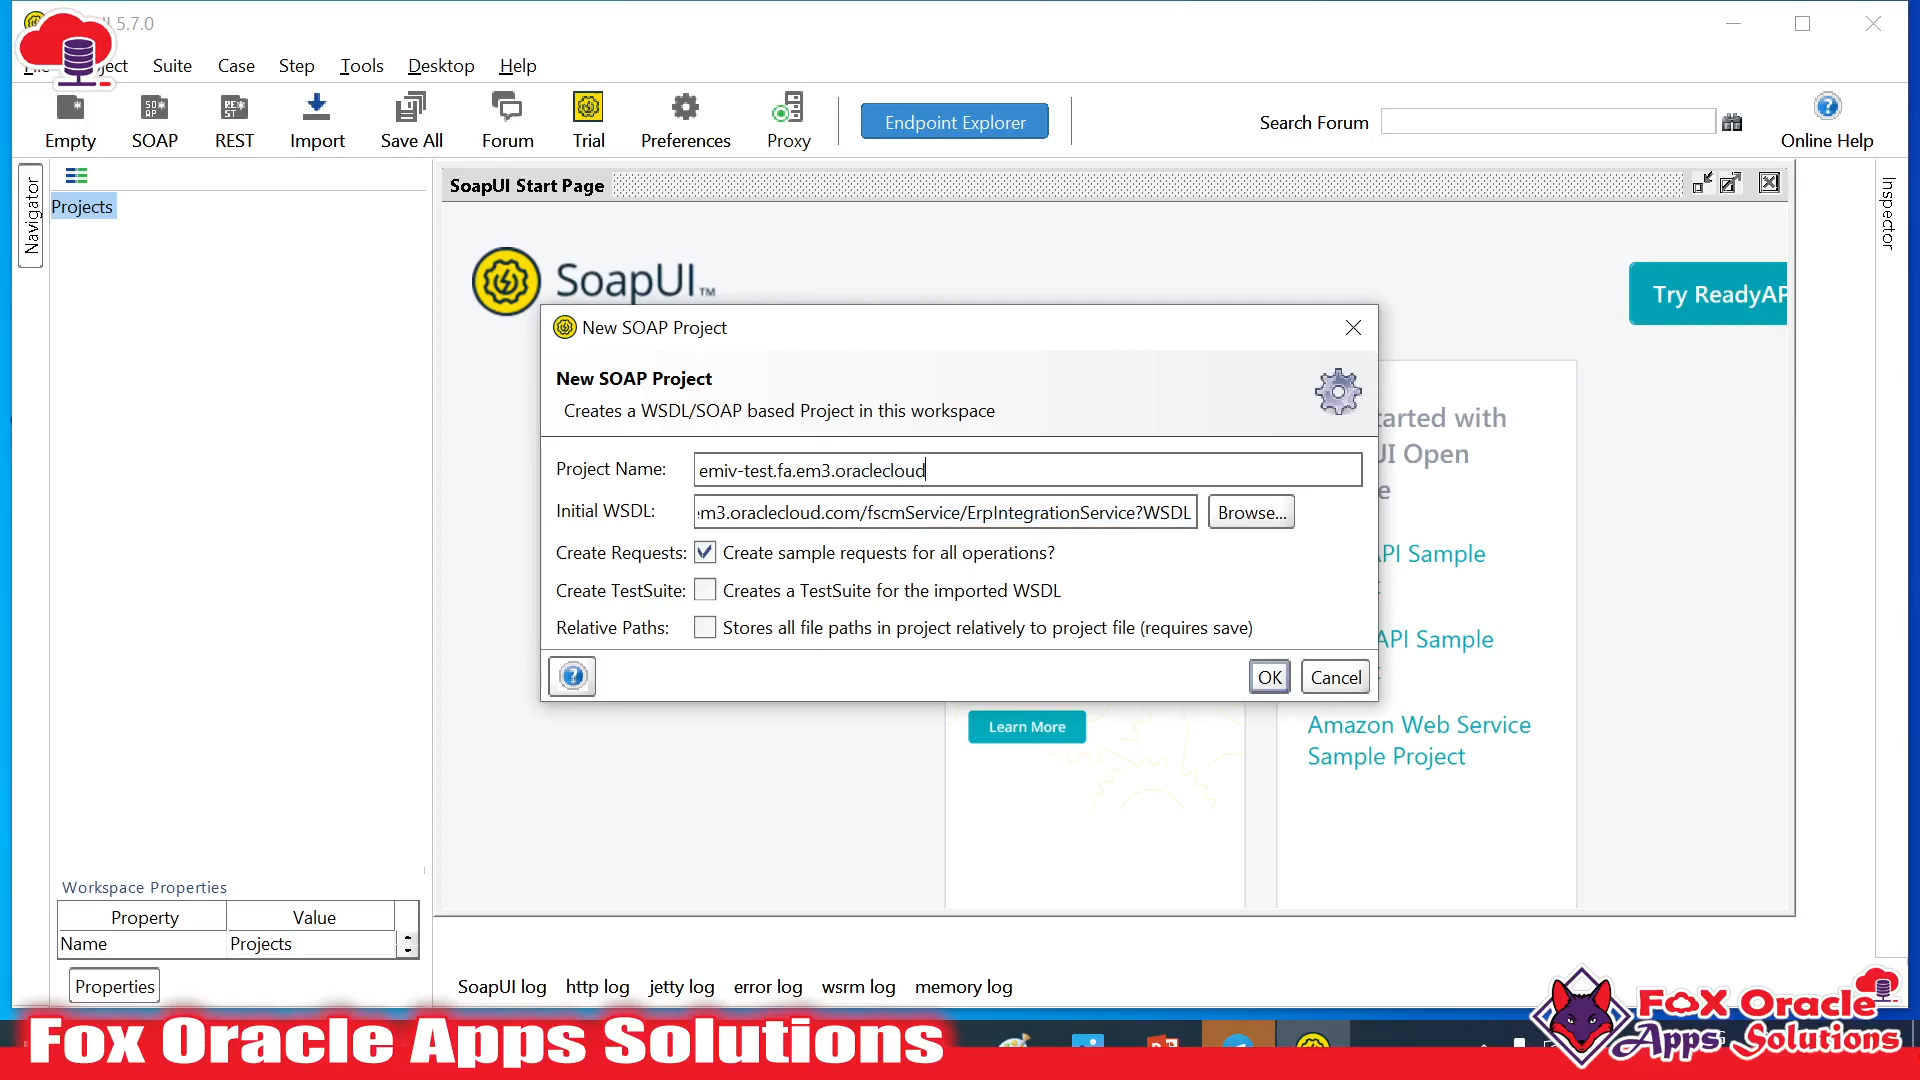 5.7.0
Suite Case Step Tools Desktop Help
Empty SOAP REST Import Save All Forum Trial Preferences Proxy
Endpoint Explorer
Search Forum
Online Help
Navigator
Projects
SoapUI Start Page
Inspector
SoapUI™
Try ReadyAP
New SOAP Project
New SOAP Project
Creates a WSDL/SOAP based Project in this workspace
Project Name: emiv-test.fa.em3.oraclecloud
Initial WSDL: em3.oraclecloud.com/fscmService/ErpIntegrationService?WSDL Browse...
Create Requests: Create sample requests for all operations?
Create TestSuite: Creates a TestSuite for the imported WSDL
Relative Paths: Stores all file paths in project relatively to project file (requires save)
OK Cancel
arted with
UI Open
e
API Sample
API Sample
Learn More
Amazon Web Service
Sample Project
Workspace Properties
Property Value
Name Projects
Properties
SoapUI log http log jetty log error log wsrm log memory log
Fox Oracle Apps Solutions
Fox Oracle
Apps Solutions